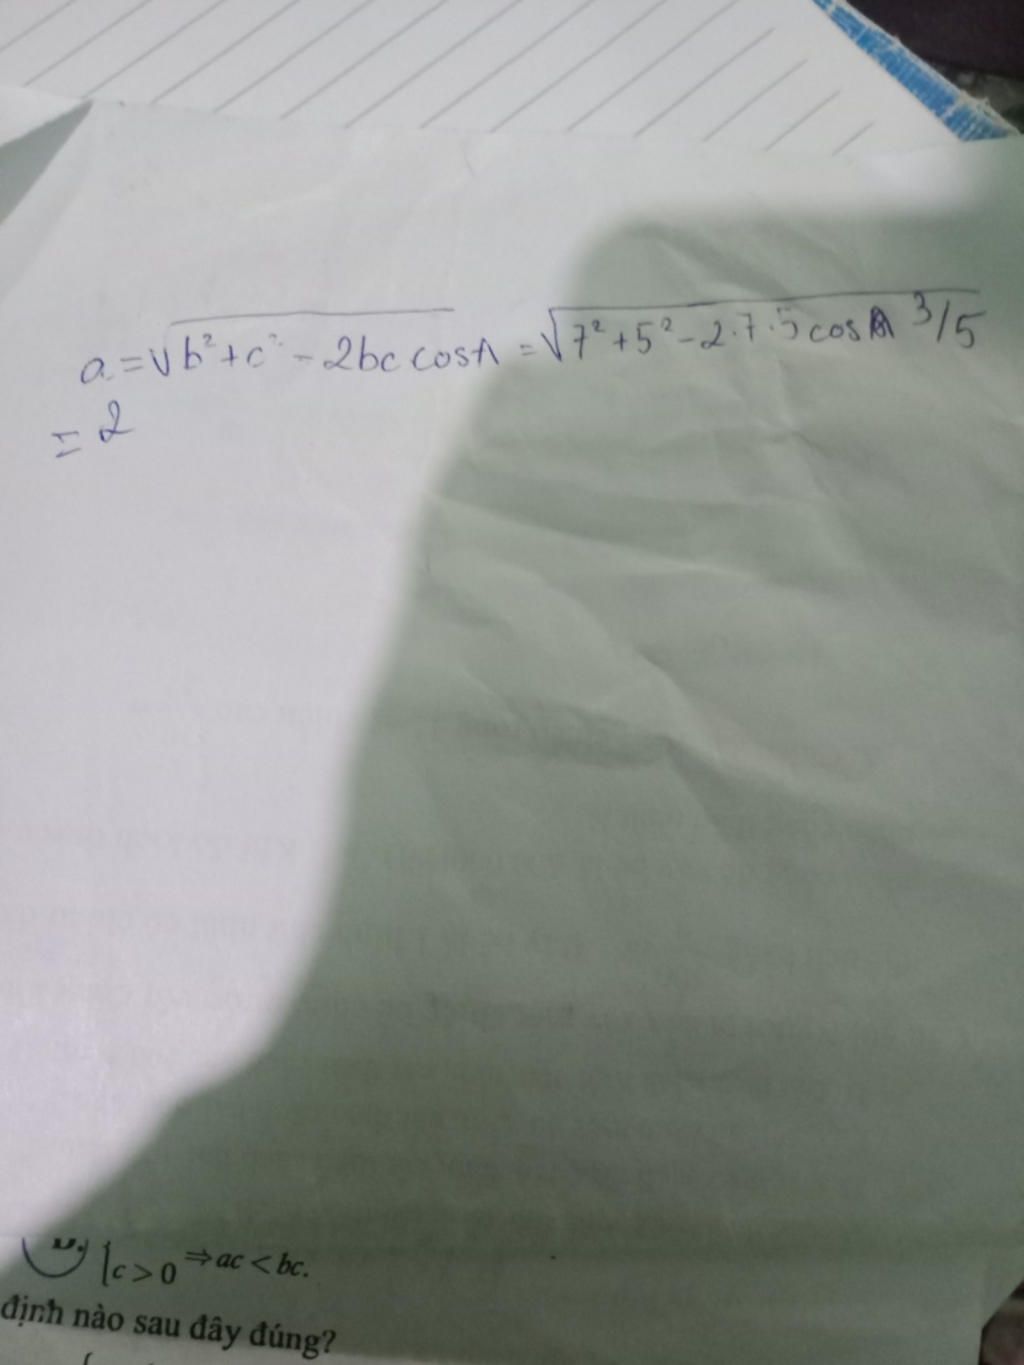 a = √b² + c² - 2bc cosA = √7² + 5² - 2.7.5 cos 3/5
= 2
{c > 0 ⇒ ac < bc.
định nào sau đây đúng?